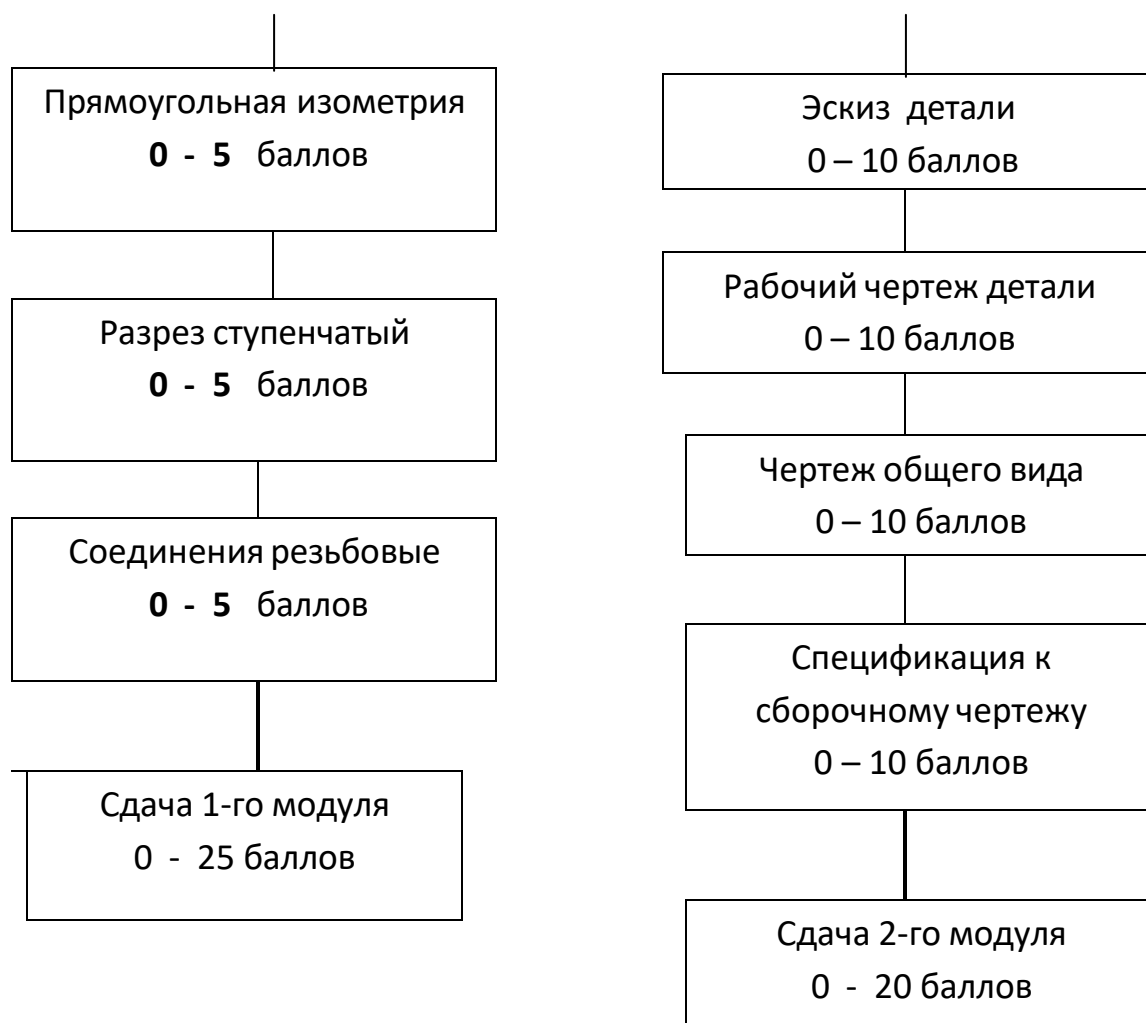 Прямоугольная изометрия
0 - 5 баллов
Разрез ступенчатый
0 - 5 баллов
Соединения резьбовые
0 - 5 баллов
Сдача 1-го модуля
0 - 25 баллов
Эскиз детали
0 – 10 баллов
Рабочий чертеж детали
0 – 10 баллов
Чертеж общего вида
0 – 10 баллов
Спецификация к
сборочному чертежу
0 – 10 баллов
Сдача 2-го модуля
0 - 20 баллов